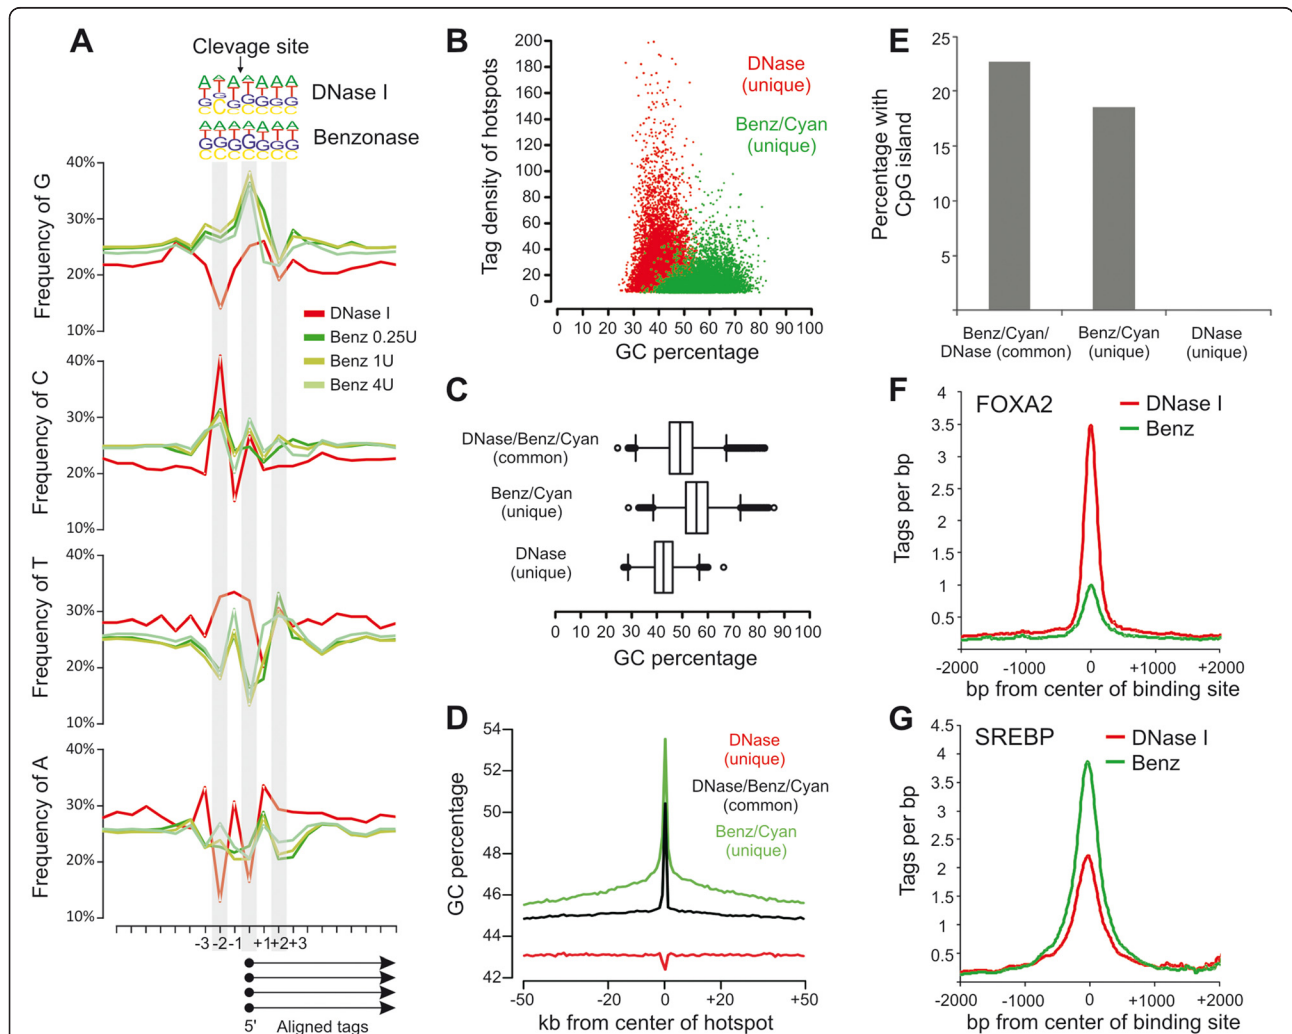 A
Clevage site
DNase I
Benzonase
40%
30%
20%
10%
Frequency of G
DNase I
Benz 0.25U
Benz 1U
Benz 4U
40%
30%
20%
10%
Frequency of C
40%
30%
20%
10%
Frequency of T
40%
30%
20%
10%
Frequency of A
-3 -2 -1 +1 +2 +3
5' Aligned tags
B
Tag density of hotspots
200
180
160
140
120
100
80
60
40
20
0
DNase
(unique)
Benz/Cyan
(unique)
0 10 20 30 40 50 60 70 80 90 100
GC percentage
C
DNase/Benz/Cyan
(common)
Benz/Cyan
(unique)
DNase
(unique)
0 10 20 30 40 50 60 70 80 90 100
GC percentage
D
GC percentage
54
52
50
48
46
44
42
DNase
(unique)
DNase/Benz/Cyan
(common)
Benz/Cyan
(unique)
-50 -20 0 +20 +50
kb from center of hotspot
E
Percentage with
CpG island
25
20
15
10
5
Benz/Cyan/
DNase (common)
Benz/Cyan
(unique)
DNase
(unique)
F
FOXA2
DNase I
Benz
Tags per bp
4
3.5
3
2.5
2
1.5
1
0.5
-2000 -1000 0 +1000 +2000
bp from center of binding site
G
SREBP
DNase I
Benz
Tags per bp
4.5
4
3.5
3
2.5
2
1.5
1
0.5
-2000 -1000 0 +1000 +2000
bp from center of binding site